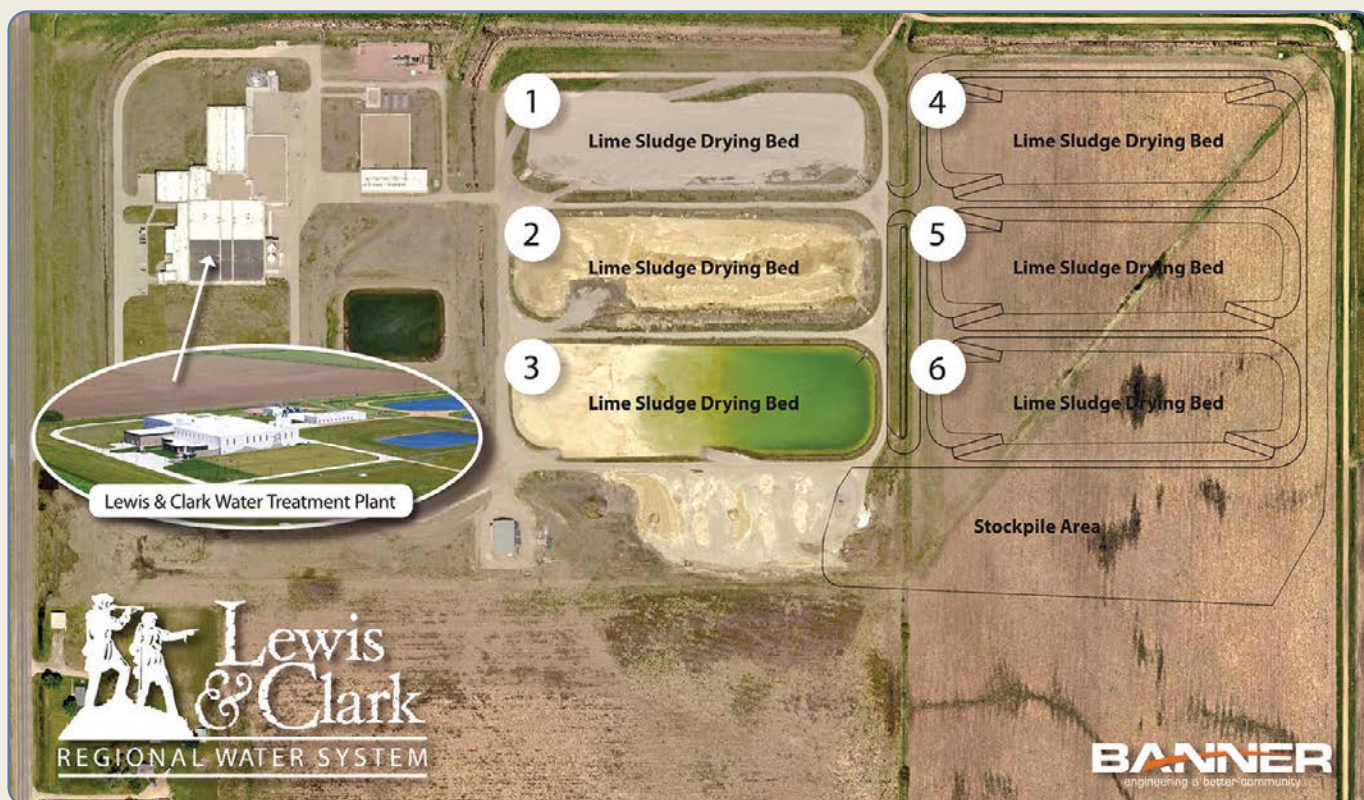 1
Lime Sludge Drying Bed
4
Lime Sludge Drying Bed
2
Lime Sludge Drying Bed
5
Lime Sludge Drying Bed
3
Lime Sludge Drying Bed
6
Lime Sludge Drying Bed
Lewis & Clark Water Treatment Plant
Stockpile Area
Lewis
& Clark
REGIONAL WATER SYSTEM
BANNER
engineering a better community